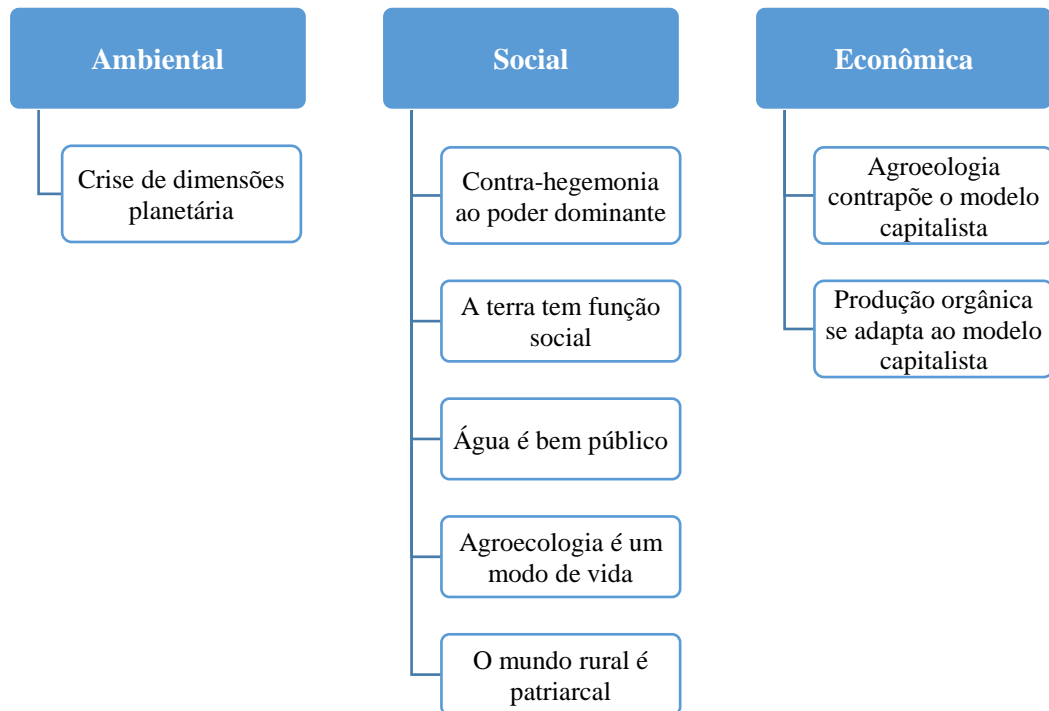 Ambiental
Crise de dimensões
planetária
Social
Contra-hegemonia
ao poder dominante
A terra tem função
social
Água é bem público
Agroecologia é um
modo de vida
O mundo rural é
patriarcal
Econômica
Agroeologia
contrapõe o modelo
capitalista
Produção orgânica
se adapta ao modelo
capitalista